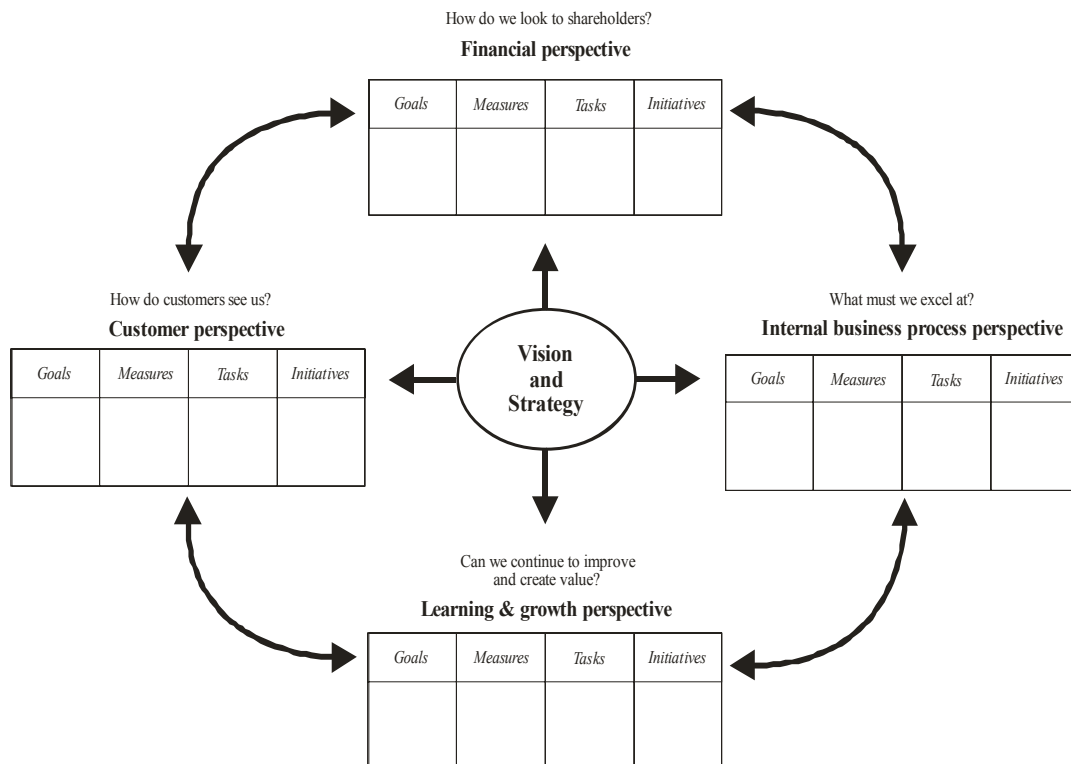 How do we look to shareholders?
Financial perspective
Goals Measures Tasks Initiatives
How do customers see us?
Customer perspective
Goals Measures Tasks Initiatives
Vision
and
Strategy
What must we excel at?
Internal business process perspective
Goals Measures Tasks Initiatives
Can we continue to improve
and create value?
Learning & growth perspective
Goals Measures Tasks Initiatives